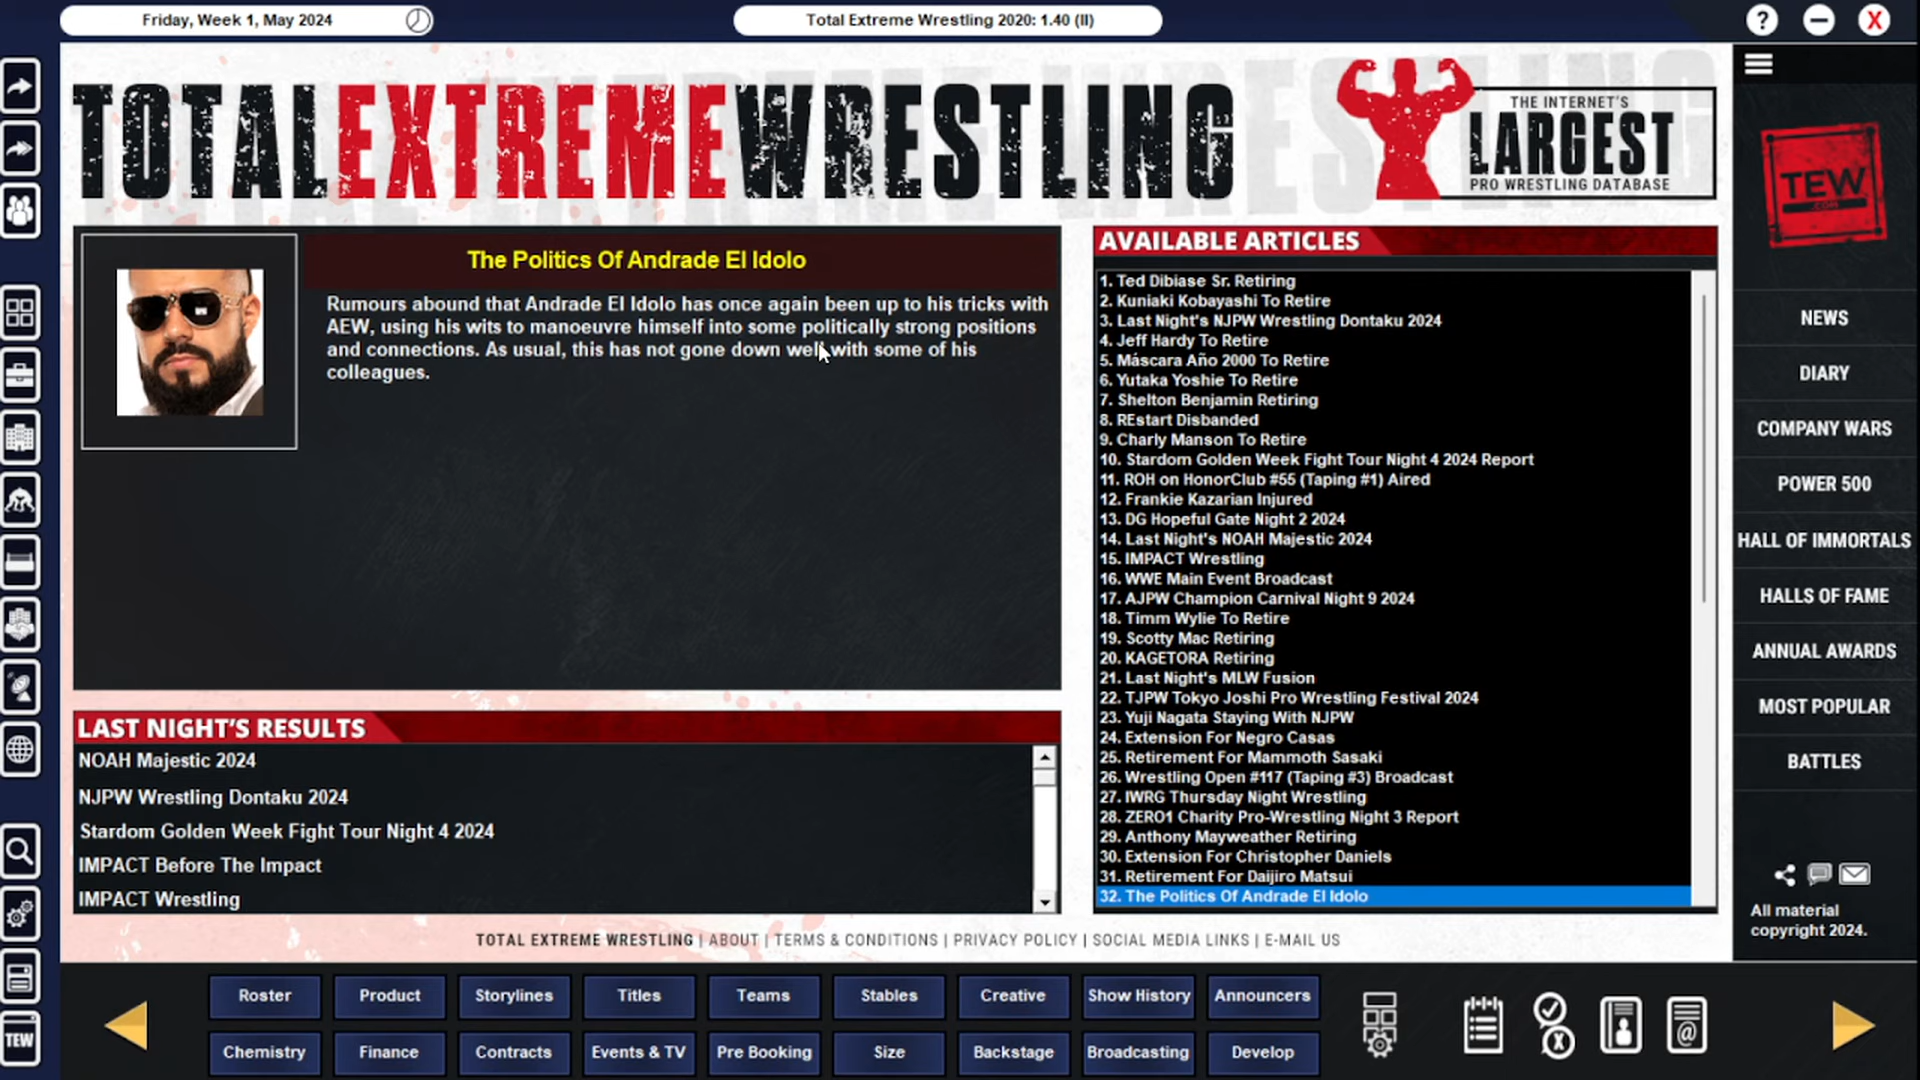 Friday, Week 1, May 2024
Total Extreme Wrestling 2020: 1.40 (II)
?
X
TOTALEXTREMEWRESTLING
THE INTERNET'S
LARGEST
PRO WRESTLING DATABASE
TEW
.COM
The Politics Of Andrade El Idolo
Rumours abound that Andrade El Idolo has once again been up to his tricks with
AEW, using his wits to manoeuvre himself into some politically strong positions
and connections. As usual, this has not gone down well with some of his
colleagues.
AVAILABLE ARTICLES
1. Ted Dibiase Sr. Retiring
2. Kuniaki Kobayashi To Retire
3. Last Night's NJPW Wrestling Dontaku 2024
4. Jeff Hardy To Retire
5. Máscara Año 2000 To Retire
6. Yutaka Yoshie To Retire
7. Shelton Benjamin Retiring
8. REstart Disbanded
9. Charly Manson To Retire
10. Stardom Golden Week Fight Tour Night 4 2024 Report
11. ROH on HonorClub #55 (Taping #1) Aired
12. Frankie Kazarian Injured
13. DG Hopeful Gate Night 2 2024
14. Last Night's NOAH Majestic 2024
15. IMPACT Wrestling
16. WWE Main Event Broadcast
17. AJPW Champion Carnival Night 9 2024
18. Timm Wylie To Retire
19. Scotty Mac Retiring
20. KAGETORA Retiring
21. Last Night's MLW Fusion
22. TJPW Tokyo Joshi Pro Wrestling Festival 2024
23. Yuji Nagata Staying With NJPW
24. Extension For Negro Casas
25. Retirement For Mammoth Sasaki
26. Wrestling Open #117 (Taping #3) Broadcast
27. IWRG Thursday Night Wrestling
28. ZERO1 Charity Pro-Wrestling Night 3 Report
29. Anthony Mayweather Retiring
30. Extension For Christopher Daniels
31. Retirement For Daijiro Matsui
32. The Politics Of Andrade El Idolo
NEWS
DIARY
COMPANY WARS
POWER 500
HALL OF IMMORTALS
HALLS OF FAME
ANNUAL AWARDS
MOST POPULAR
BATTLES
All material
copyright 2024.
LAST NIGHT'S RESULTS
NOAH Majestic 2024
NJPW Wrestling Dontaku 2024
Stardom Golden Week Fight Tour Night 4 2024
IMPACT Before The Impact
IMPACT Wrestling
TOTAL EXTREME WRESTLING | ABOUT | TERMS & CONDITIONS | PRIVACY POLICY | SOCIAL MEDIA LINKS | E-MAIL US
Roster Product Storylines Titles Teams Stables Creative Show History Announcers
Chemistry Finance Contracts Events & TV Pre Booking Size Backstage Broadcasting Develop
TEW
@